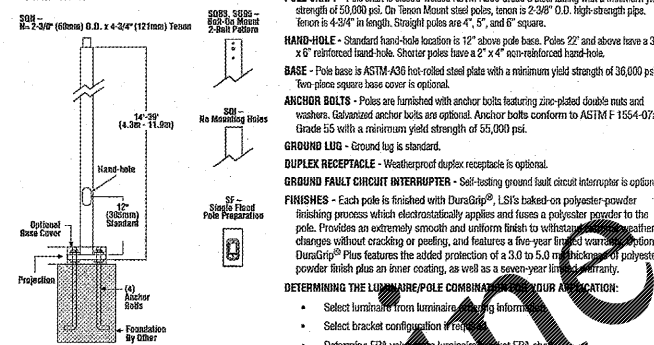 SQN –
No 2-3/8" (60mm) O.D. x 4-3/4" (121mm) Tenon
Bolt-On Mount
2-Bolt Pattern
14'-39'
(4.3m - 11.9m)
No Mounting Holes
Hand-hole
12"
(305mm)
Standard
SF –
Single Flood
Pole Preparation
Optional
Base Cover
Projection
(4)
Anchor
Bolts
Foundation
By Other
strength of 50,000 psi. On Tenon Mount steel poles, tenon is 2-3/8" O.D. high-strength pipe.
Tenon is 4-3/4" in length. Straight poles are 4", 5", and 6" square.
HAND-HOLE - Standard hand-hole location is 12" above pole base. Poles 22' and above have a 3
x 6" reinforced hand-hole. Shorter poles have a 2" x 4" non-reinforced hand-hole.
BASE - Pole base is ASTM-A36 hot-rolled steel plate with a minimum yield strength of 36,000 ps
Two-piece square base cover is optional.
ANCHOR BOLTS - Poles are furnished with anchor bolts featuring zinc-plated double nuts and
washers. Galvanized anchor bolts are optional. Anchor bolts conform to ASTM F 1554-07
Grade 55 with a minimum yield strength of 55,000 psi.
GROUND LUG - Ground lug is standard.
DUPLEX RECEPTACLE - Weatherproof duplex receptacle is optional.
GROUND FAULT CIRCUIT INTERRUPTER - Self-testing ground fault circuit interrupter is option
FINISHES - Each pole is finished with DuraGrip®, LSI's baked-on polyester-powder
finishing process which electrostatically applies and fuses a polyester powder to the
pole. Provides an extremely smooth and uniform finish to withstand weather
changes without cracking or peeling, and features a five-year limited warranty. Option
DuraGrip® Plus features the added protection of a 3.0 to 5.0 thickness of polyeste
powder finish plus an inner coating, as well as a seven-year limited warranty.
DETERMINING THE LUMINAIRE/POLE COMBINATION FOR YOUR APPLICATION:
• Select luminaire from luminaire ordering information
• Select bracket configuration if required